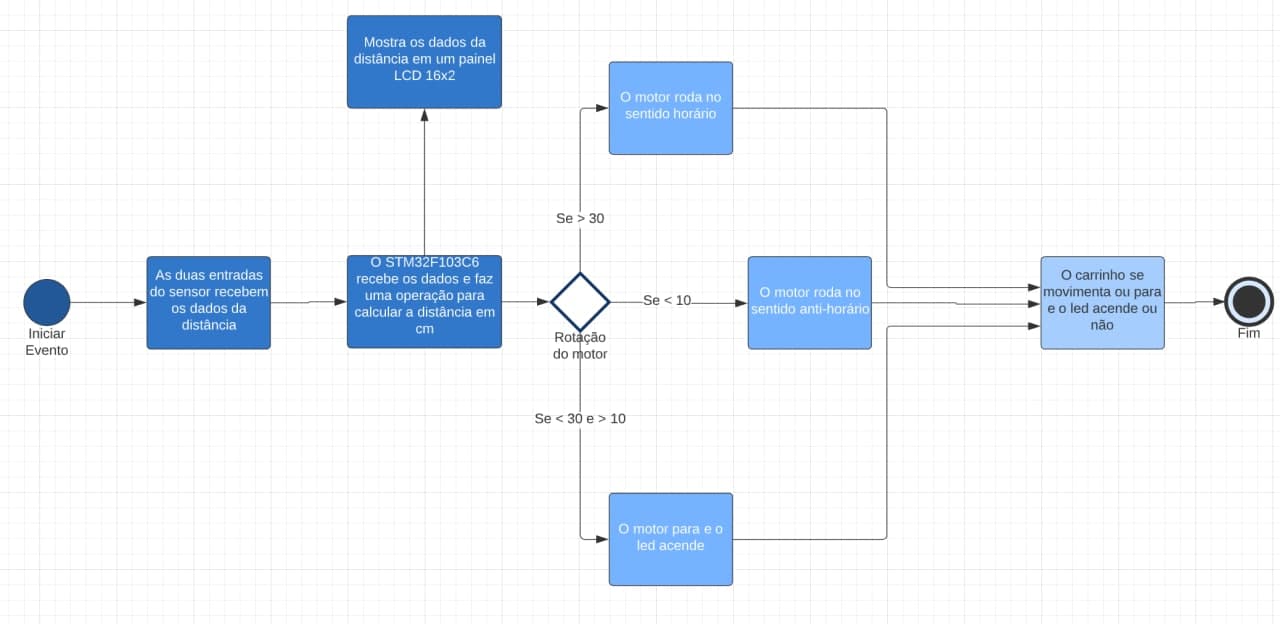 Mostra os dados da
distância em um painel
LCD 16x2
O motor roda no
sentido horário
Se > 30
Iniciar
Evento
As duas entradas
do sensor recebem
os dados da
distância
O STM32F103C6
recebe os dados e faz
uma operação para
calcular a distância em
cm
Rotação
do motor
Se < 10
O motor roda no
sentido anti-horário
O carrinho se
movimenta ou para
e o led acende ou
não
Fim
Se < 30 e > 10
O motor para e o
led acende